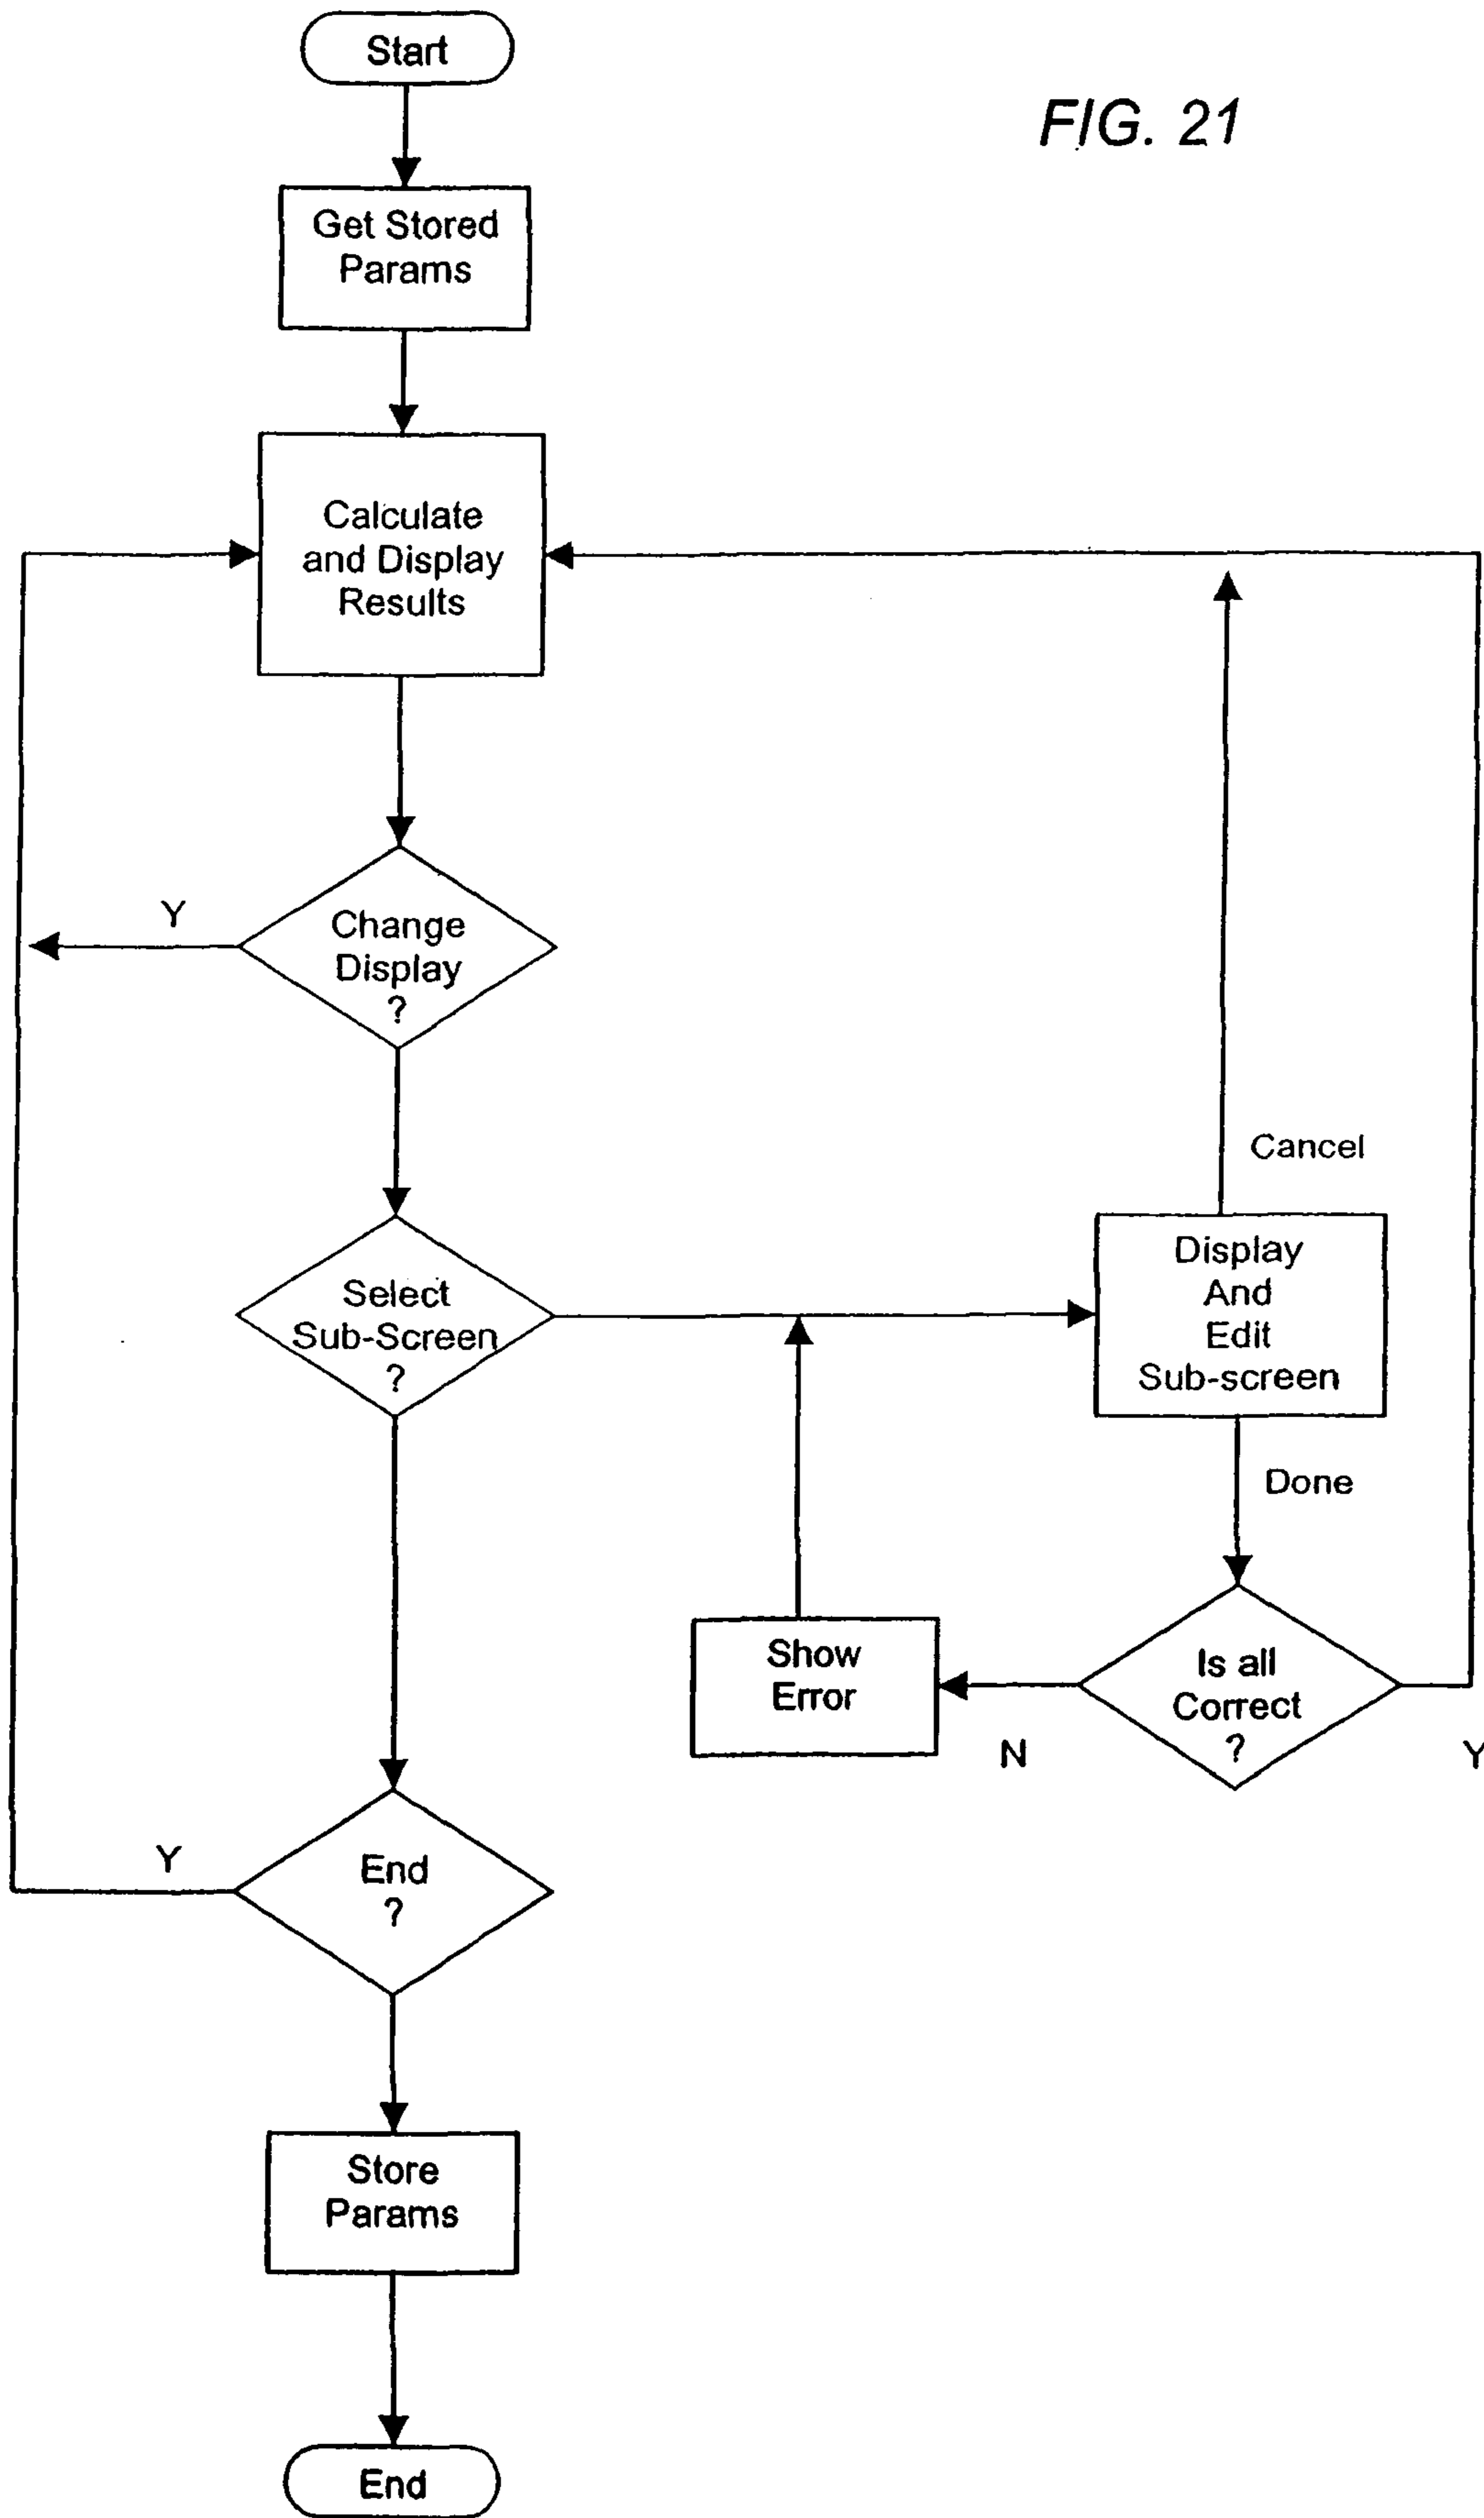 Start
FIG. 21
Get Stored
Params
Calculate
and Display
Results
Y
Change
Display
?
Cancel
Select
Sub-Screen
?
Display
And
Edit
Sub-screen
Done
Show
Error
Is all
Correct
?
N
Y
Y
End
?
Store
Params
End